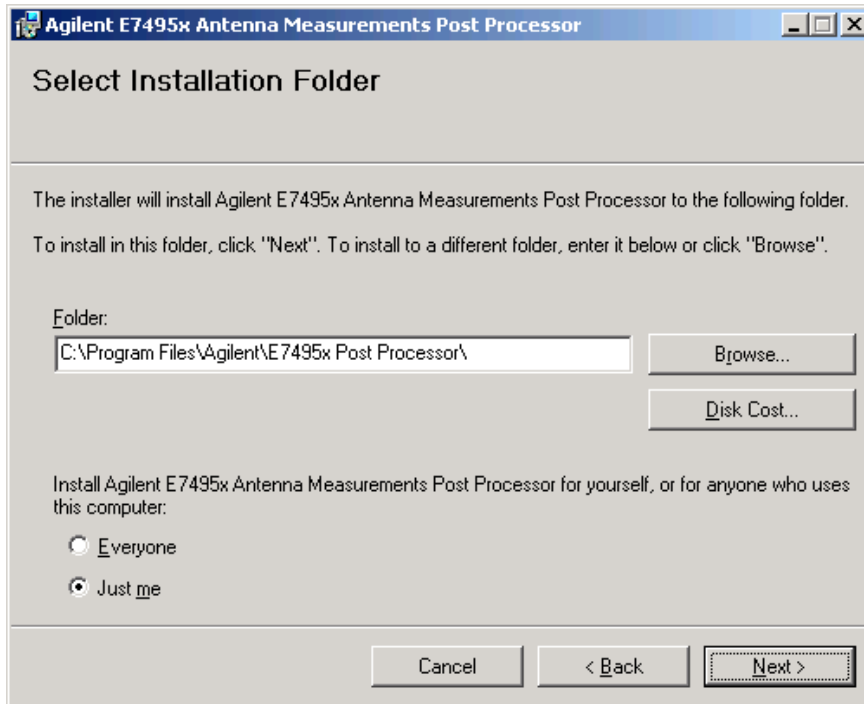 Agilent E7495x Antenna Measurements Post Processor
Select Installation Folder
The installer will install Agilent E7495x Antenna Measurements Post Processor to the following folder.
To install in this folder, click "Next". To install to a different folder, enter it below or click "Browse".
Folder:
C:\Program Files\Agilent\E7495x Post Processor\
Browse...
Disk Cost...
Install Agilent E7495x Antenna Measurements Post Processor for yourself, or for anyone who uses
this computer:
Everyone
Just me
Cancel
< Back
Next >